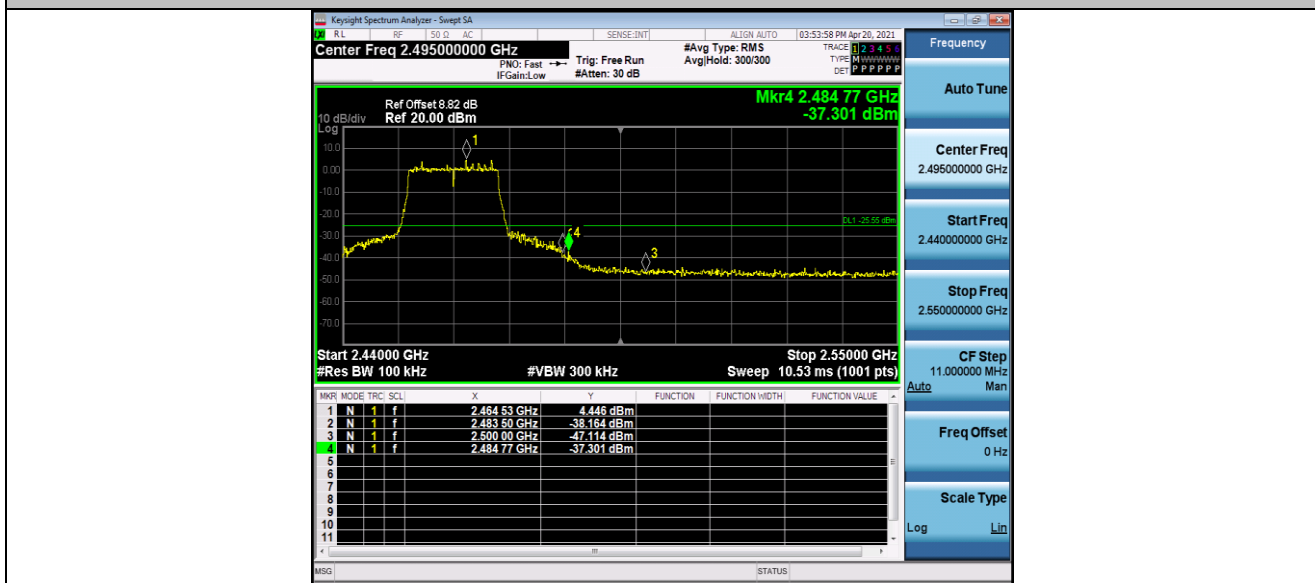 Keysight Spectrum Analyzer - Swept SA
RL RF 50 Ω AC SENSE:INT ALIGN AUTO 03:53:58 PM Apr 20, 2021
Center Freq 2.495000000 GHz
PNO: Fast
IFGain:Low
Trig: Free Run
#Atten: 30 dB
#Avg Type: RMS
Avg|Hold: 300/300
TRACE 1 2 3 4 5 6
TYPE M WWWWW
DET P P P P P P
Frequency
Auto Tune
Center Freq
2.495000000 GHz
Start Freq
2.440000000 GHz
Stop Freq
2.550000000 GHz
CF Step
11.000000 MHz
Auto Man
Freq Offset
0 Hz
Scale Type
Log Lin
Mkr4 2.484 77 GHz
-37.301 dBm
Ref Offset 8.82 dB
10 dB/div Ref 20.00 dBm
Log
10.0
0.00
-10.0
-20.0
-30.0
-40.0
-50.0
-60.0
-70.0
1
4
3
DL1 -25.55 dBm
Start 2.44000 GHz Stop 2.55000 GHz
#Res BW 100 kHz #VBW 300 kHz Sweep 10.53 ms (1001 pts)
MKR MODE TRC SCL X Y FUNCTION FUNCTION WIDTH FUNCTION VALUE
1 N 1 f 2.464 53 GHz 4.446 dBm
2 N 1 f 2.483 50 GHz -38.164 dBm
3 N 1 f 2.500 00 GHz -47.114 dBm
4 N 1 f 2.484 77 GHz -37.301 dBm
5
6
7
8
9
10
11
MSG STATUS